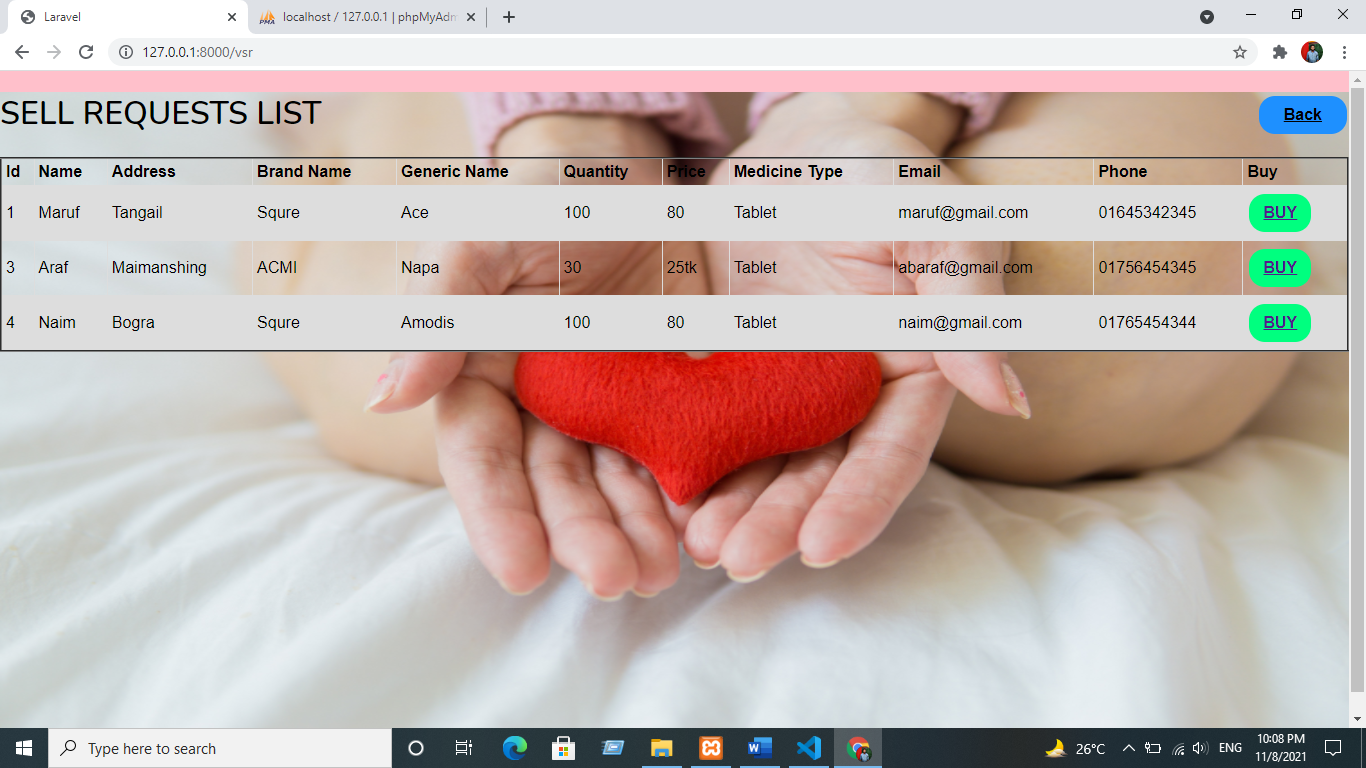 Laravel
localhost / 127.0.0.1 | phpMyAdm
127.0.0.1:8000/vsr
SELL REQUESTS LIST
Back
Id Name Address Brand Name Generic Name Quantity Price Medicine Type Email Phone Buy
1 Maruf Tangail Squre Ace 100 80 Tablet maruf@gmail.com 01645342345 BUY
3 Araf Maimanshing ACMI Napa 30 25tk Tablet abaraf@gmail.com 01756454345 BUY
4 Naim Bogra Squre Amodis 100 80 Tablet naim@gmail.com 01765454344 BUY
Type here to search
26°C
ENG
10:08 PM
11/8/2021